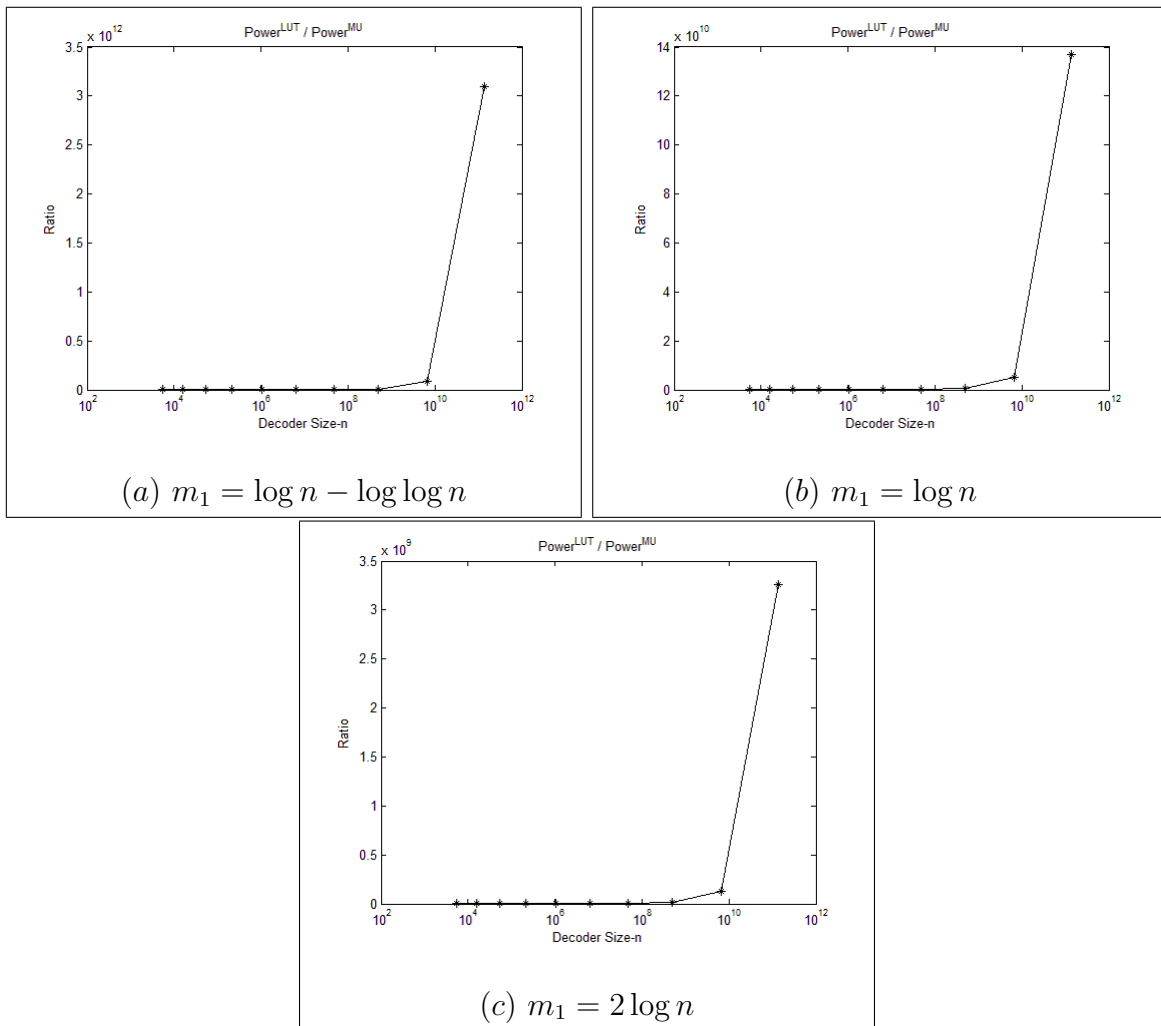 Power^LUT / Power^MU
x 10^12
3.5
3
2.5
2
1.5
1
0.5
0
Ratio
10^2 10^4 10^6 10^8 10^10 10^12
Decoder Size-n
(a) m_1 = log n − log log n
Power^LUT / Power^MU
x 10^10
14
12
10
8
6
4
2
0
Ratio
10^2 10^4 10^6 10^8 10^10 10^12
Decoder Size-n
(b) m_1 = log n
Power^LUT / Power^MU
x 10^9
3.5
3
2.5
2
1.5
1
0.5
0
Ratio
10^2 10^4 10^6 10^8 10^10 10^12
Decoder Size-n
(c) m_1 = 2 log n